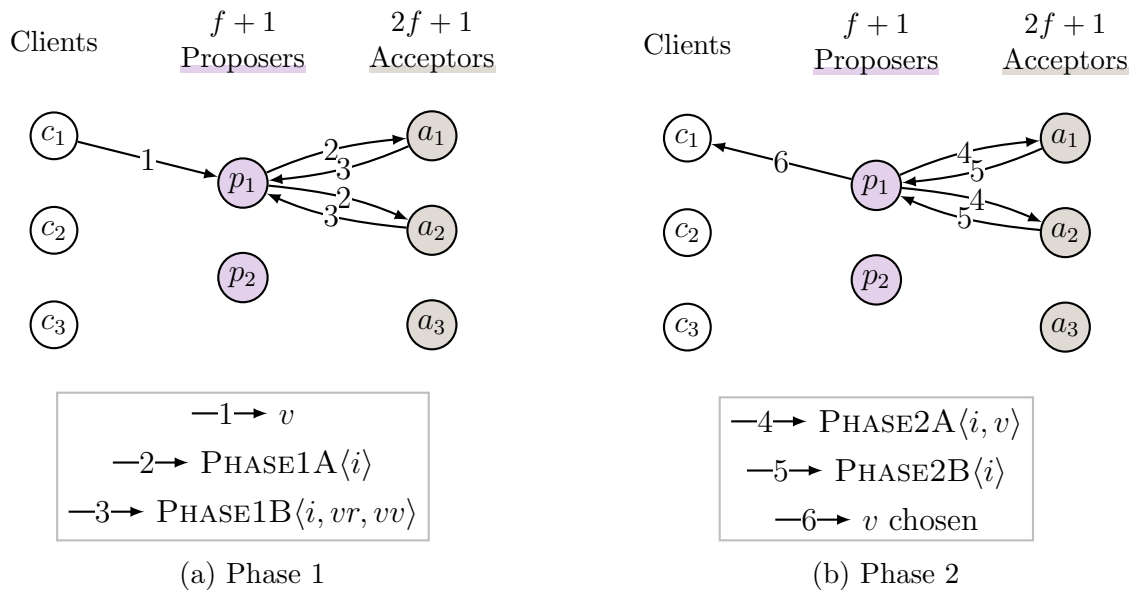 Clients
f + 1
Proposers
2f + 1
Acceptors
c₁
c₂
c₃
p₁
p₂
a₁
a₂
a₃
1
2
3
2
3
1 v
2 PHASE1A⟨i⟩
3 PHASE1B⟨i, vr, vv⟩
(a) Phase 1
Clients
f + 1
Proposers
2f + 1
Acceptors
c₁
c₂
c₃
p₁
p₂
a₁
a₂
a₃
6
4
5
4
5
4 PHASE2A⟨i, v⟩
5 PHASE2B⟨i⟩
6 v chosen
(b) Phase 2